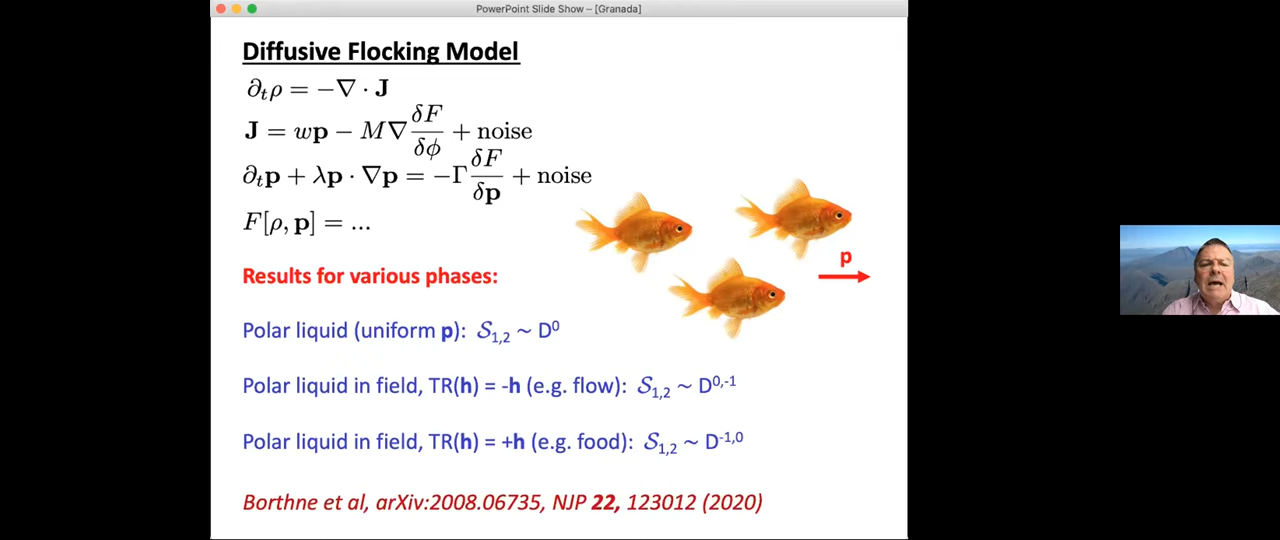 PowerPoint Slide Show – [Granada]
Diffusive Flocking Model
∂ₜρ = −∇ · J
J = wp − M∇ δF/δϕ + noise
∂ₜp + λp · ∇p = −Γ δF/δp + noise
F[ρ, p] = ...
p
Results for various phases:
Polar liquid (uniform p): 𝒮₁,₂ ~ D⁰
Polar liquid in field, TR(h) = -h (e.g. flow): 𝒮₁,₂ ~ D⁰,⁻¹
Polar liquid in field, TR(h) = +h (e.g. food): 𝒮₁,₂ ~ D⁻¹,⁰
Borthne et al, arXiv:2008.06735, NJP 22, 123012 (2020)